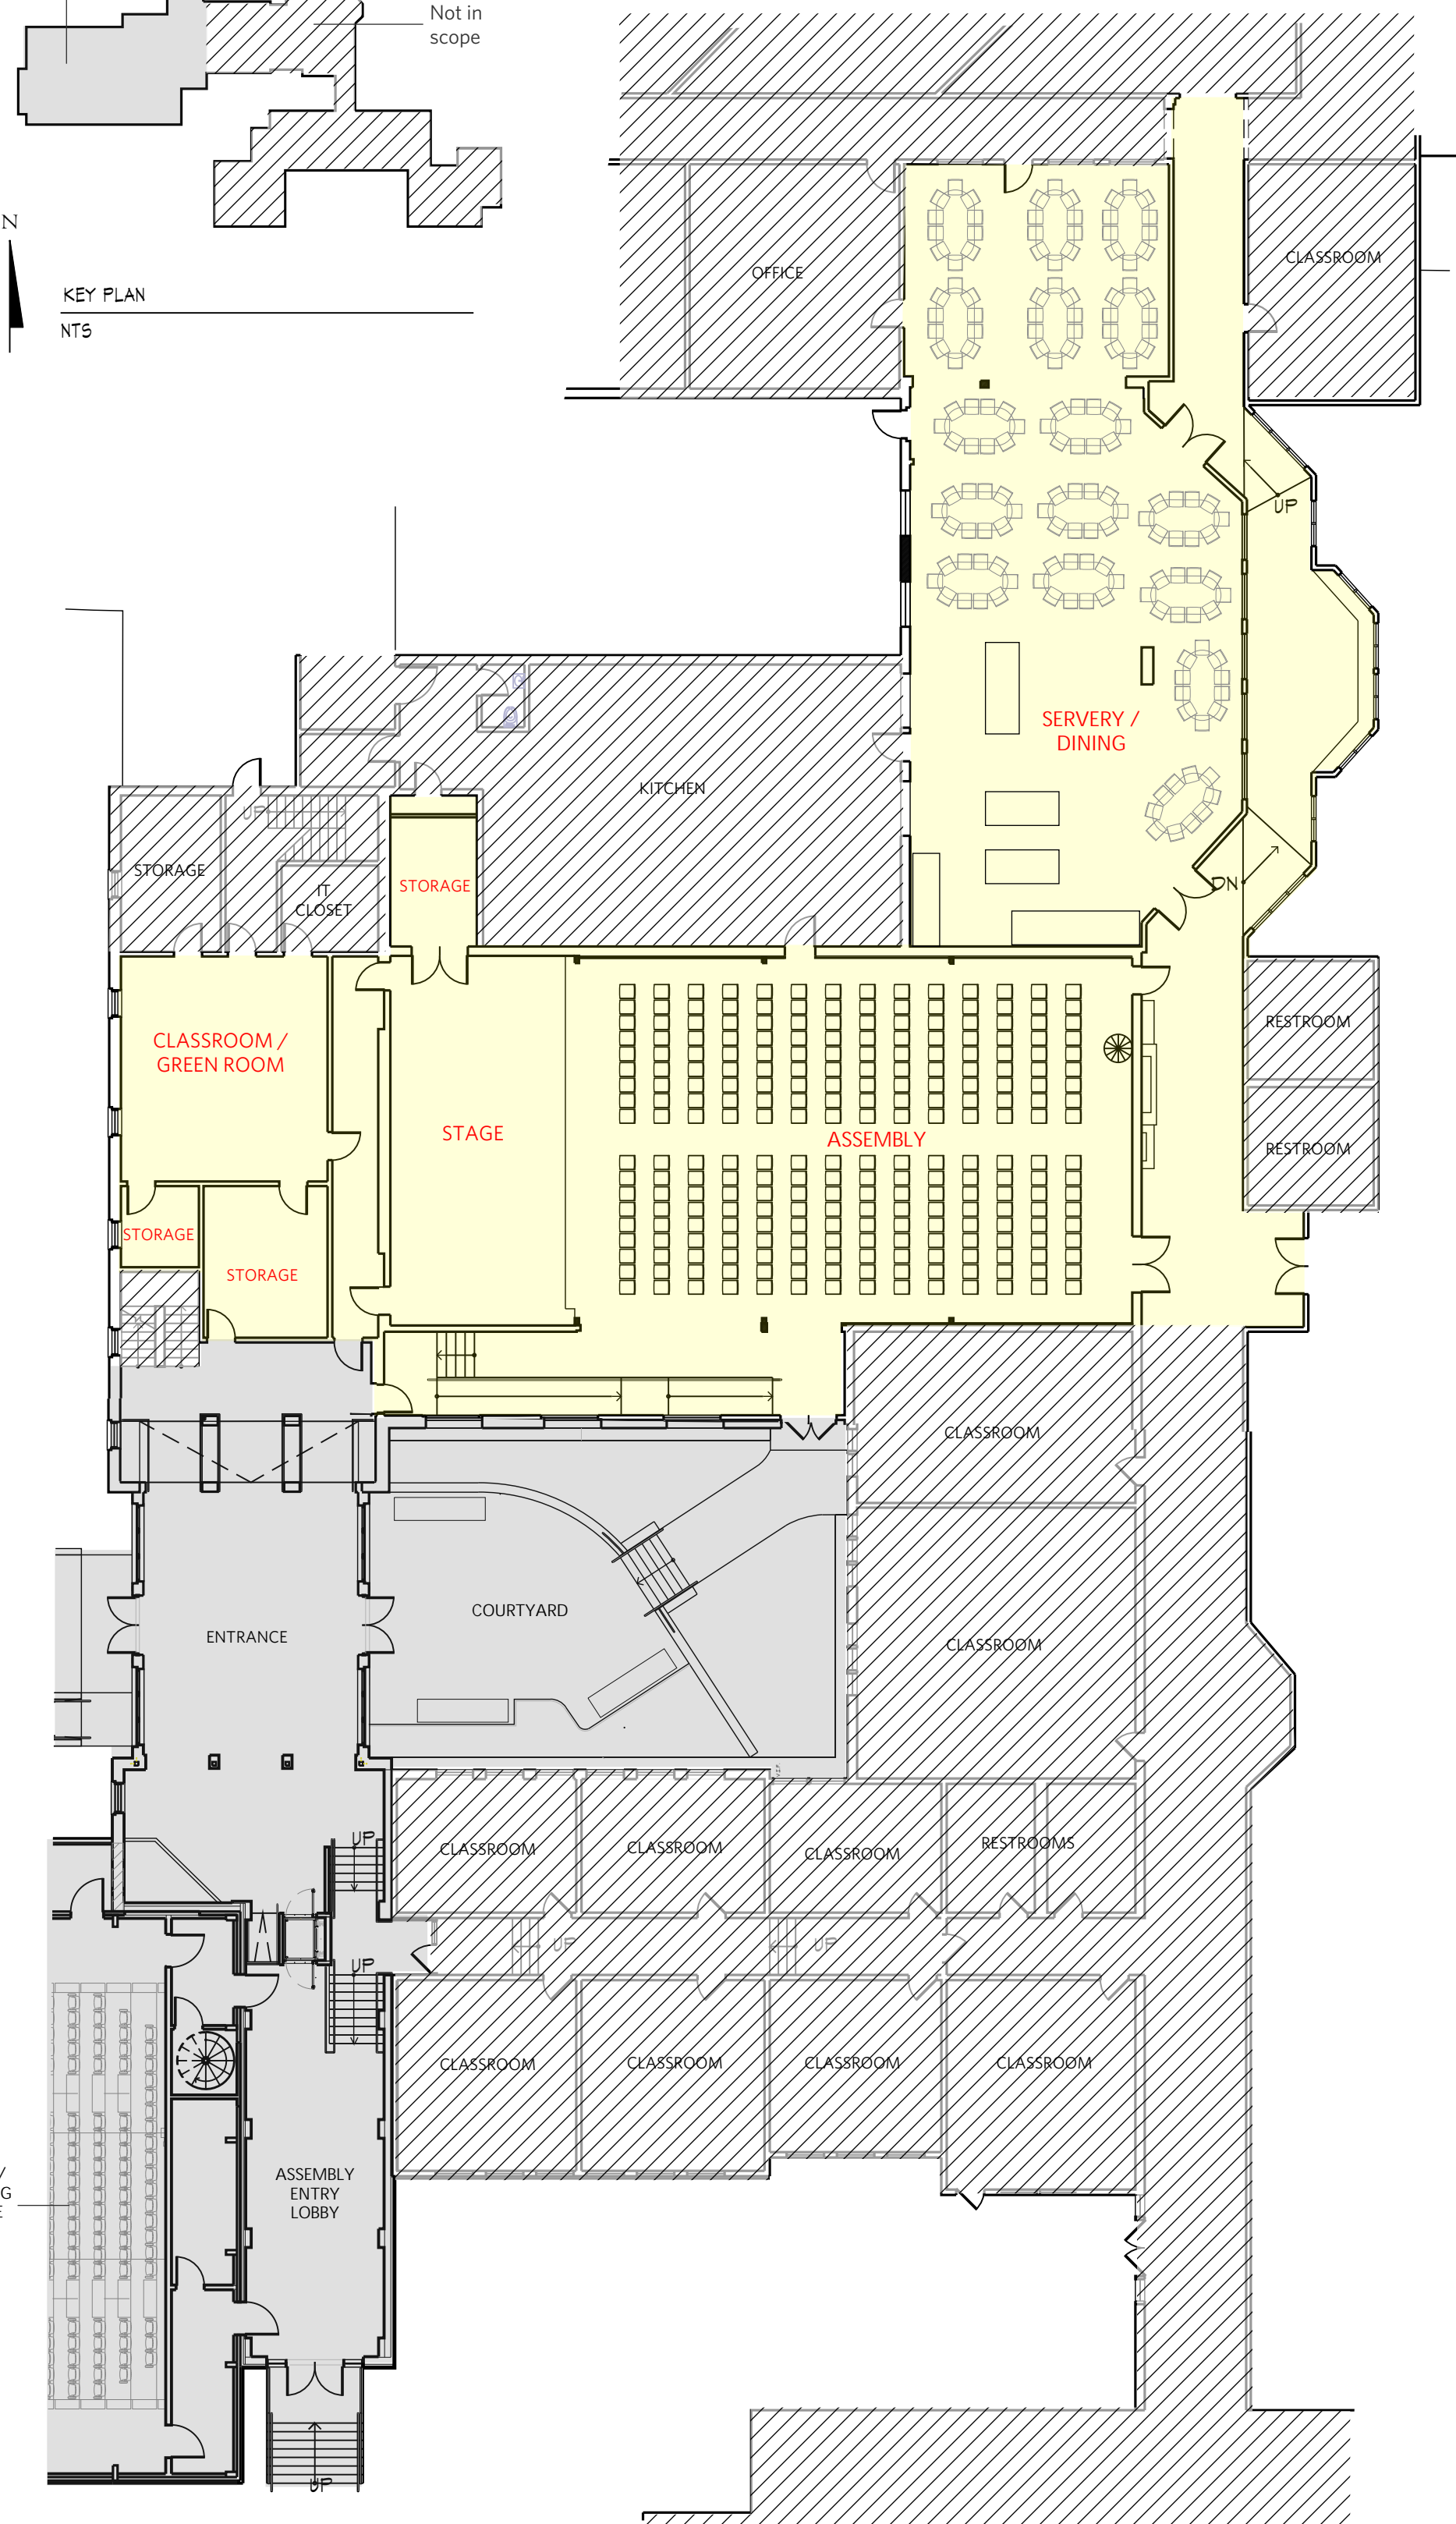 Not in
scope
N
KEY PLAN
NTS
OFFICE
CLASSROOM
UP
SERVERY /
DINING
KITCHEN
UP
STORAGE
IT
CLOSET
STORAGE
DN
RESTROOM
CLASSROOM /
GREEN ROOM
STAGE
ASSEMBLY
RESTROOM
STORAGE
STORAGE
CLASSROOM
COURTYARD
ENTRANCE
CLASSROOM
UP
CLASSROOM
CLASSROOM
CLASSROOM
RESTROOMS
UP
UP
UP
CLASSROOM
CLASSROOM
CLASSROOM
CLASSROOM
/
G
E
ASSEMBLY
ENTRY
LOBBY
UP